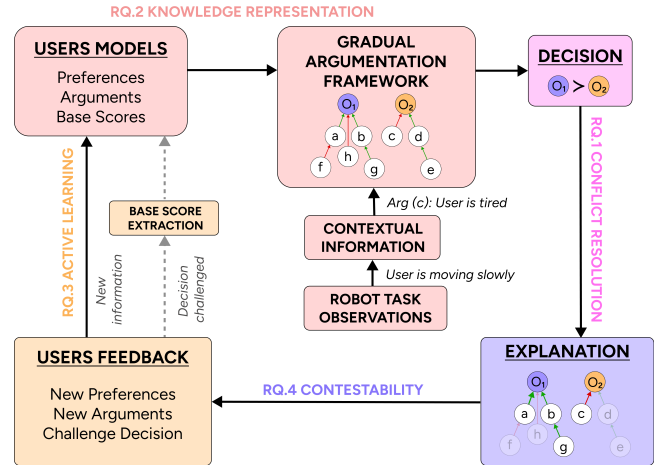 RQ.2 KNOWLEDGE REPRESENTATION
USERS MODELS
Preferences
Arguments
Base Scores
GRADUAL
ARGUMENTATION
FRAMEWORK
O₁
O₂
a
b
c
d
f
h
g
e
DECISION
O₁ ≻ O₂
RQ.1 CONFLICT RESOLUTION
Arg (c): User is tired
CONTEXTUAL
INFORMATION
User is moving slowly
ROBOT TASK
OBSERVATIONS
RQ.3 ACTIVE LEARNING
BASE SCORE
EXTRACTION
New
information
Decision
challenged
USERS FEEDBACK
New Preferences
New Arguments
Challenge Decision
RQ.4 CONTESTABILITY
EXPLANATION
O₁
O₂
a
b
c
d
f
h
g
e